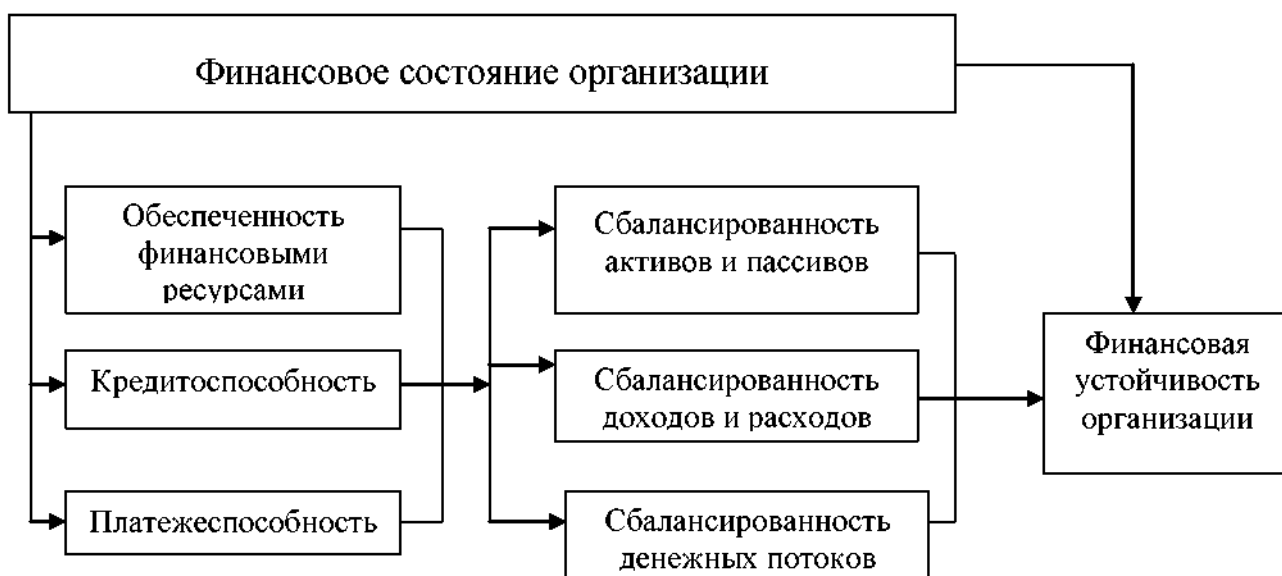 Финансовое состояние организации
Обеспеченность
финансовыми
ресурсами
Кредитоспособность
Платежеспособность
Сбалансированность
активов и пассивов
Сбалансированность
доходов и расходов
Сбалансированность
денежных потоков
Финансовая
устойчивость
организации